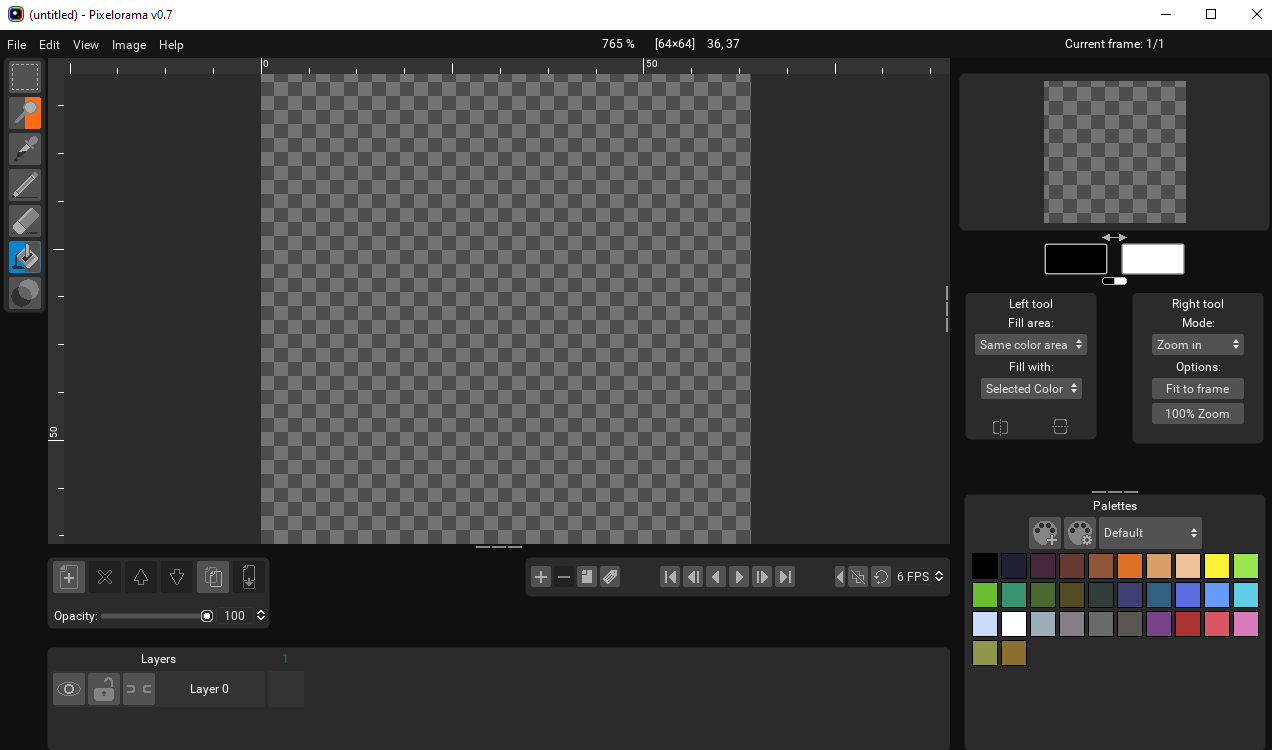 (untitled) - Pixelorama v0.7
File Edit View Image Help
765 % [64×64] 36, 37
Current frame: 1/1
0
50
50
Left tool
Fill area:
Same color area
Fill with:
Selected Color
Right tool
Mode:
Zoom in
Options:
Fit to frame
100% Zoom
Palettes
Default
6 FPS
Opacity: 100
Layers 1
Layer 0